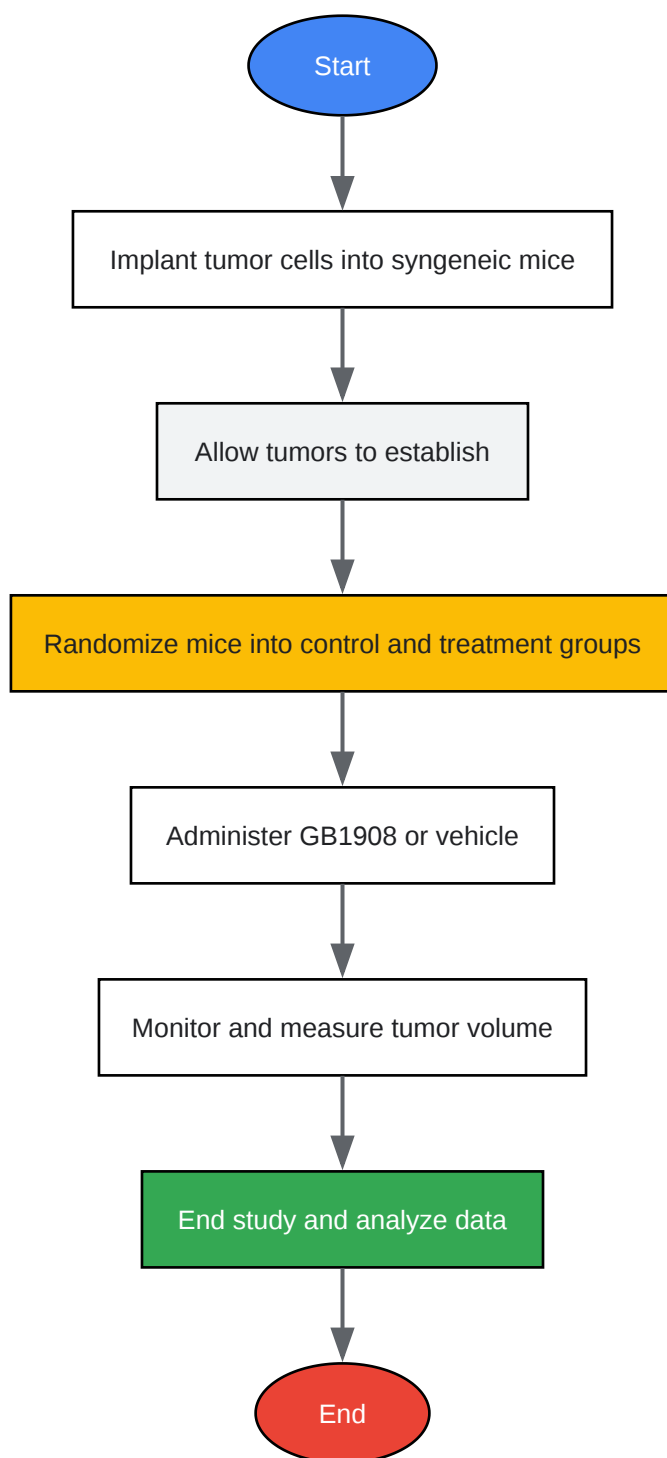 Start
Implant tumor cells into syngeneic mice
Allow tumors to establish
Randomize mice into control and treatment groups
Administer GB1908 or vehicle
Monitor and measure tumor volume
End study and analyze data
End